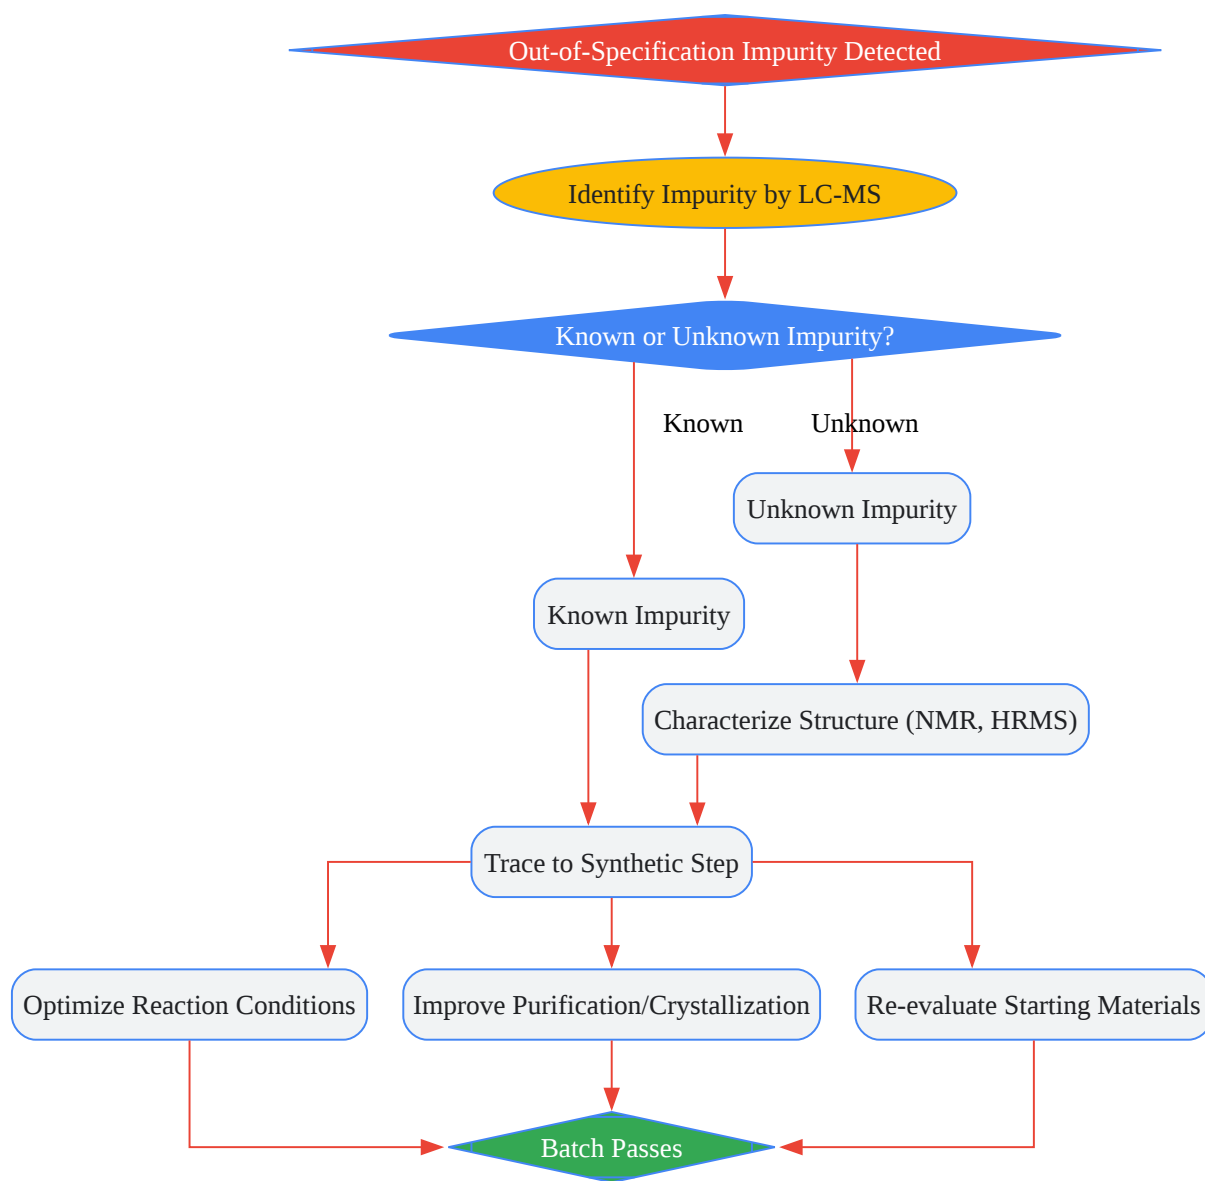 Out-of-Specification Impurity Detected
Identify Impurity by LC-MS
Known or Unknown Impurity?
Known
Unknown
Unknown Impurity
Known Impurity
Characterize Structure (NMR, HRMS)
Trace to Synthetic Step
Optimize Reaction Conditions
Improve Purification/Crystallization
Re-evaluate Starting Materials
Batch Passes